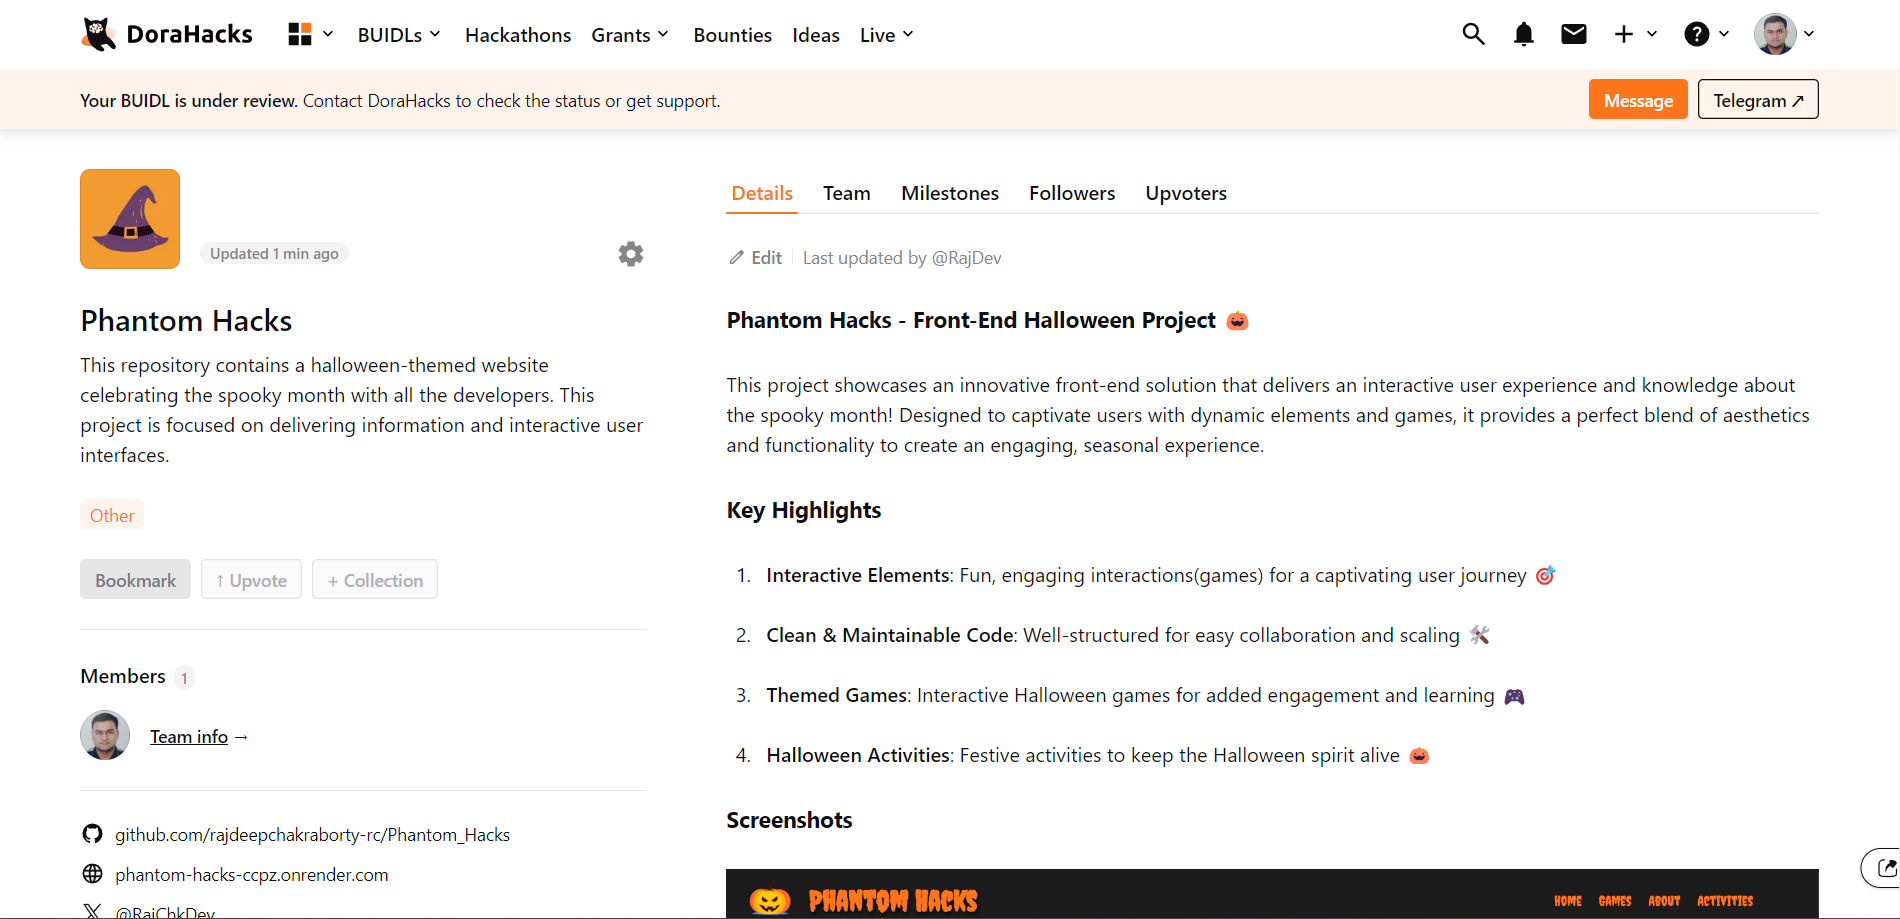 DoraHacks BUIDLs Hackathons Grants Bounties Ideas Live
Your BUIDL is under review. Contact DoraHacks to check the status or get support. Message Telegram ↗
Updated 1 min ago
Phantom Hacks
This repository contains a halloween-themed website
celebrating the spooky month with all the developers. This
project is focused on delivering information and interactive user
interfaces.
Other
Bookmark ↑ Upvote + Collection
Members 1
Team info →
github.com/rajdeepchakraborty-rc/Phantom_Hacks
phantom-hacks-ccpz.onrender.com
@RajChkDev
Details Team Milestones Followers Upvoters
Edit Last updated by @RajDev
Phantom Hacks - Front-End Halloween Project 🎃
This project showcases an innovative front-end solution that delivers an interactive user experience and knowledge about
the spooky month! Designed to captivate users with dynamic elements and games, it provides a perfect blend of aesthetics
and functionality to create an engaging, seasonal experience.
Key Highlights
1. Interactive Elements: Fun, engaging interactions(games) for a captivating user journey 🎯
2. Clean & Maintainable Code: Well-structured for easy collaboration and scaling 🛠️
3. Themed Games: Interactive Halloween games for added engagement and learning 🎮
4. Halloween Activities: Festive activities to keep the Halloween spirit alive 🎃
Screenshots
PHANTOM HACKS HOME GAMES ABOUT ACTIVITIES